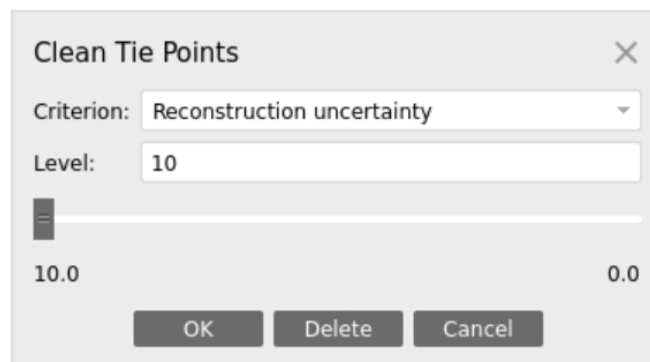 Clean Tie Points
Criterion: Reconstruction uncertainty
Level: 10
10.0 0.0
OK Delete Cancel